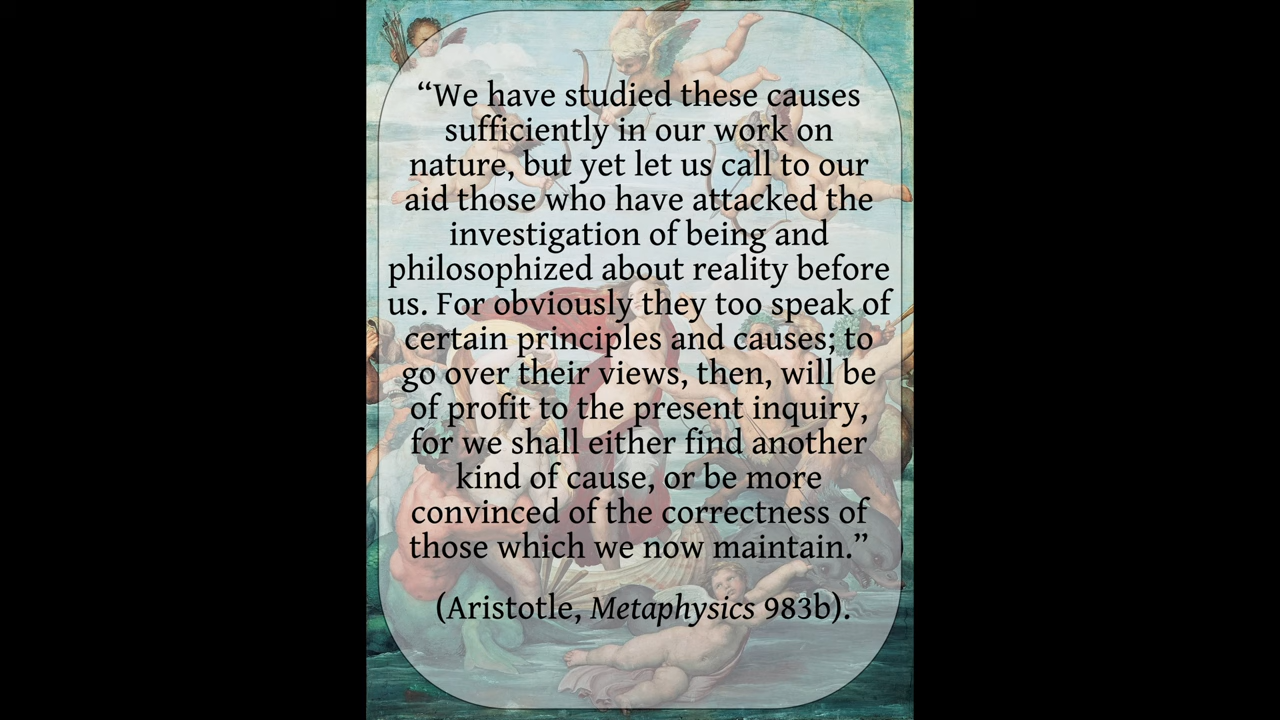 “We have studied these causes
sufficiently in our work on
nature, but yet let us call to our
aid those who have attacked the
investigation of being and
philosophized about reality before
us. For obviously they too speak of
certain principles and causes; to
go over their views, then, will be
of profit to the present inquiry,
for we shall either find another
kind of cause, or be more
convinced of the correctness of
those which we now maintain.”
(Aristotle, Metaphysics 983b).